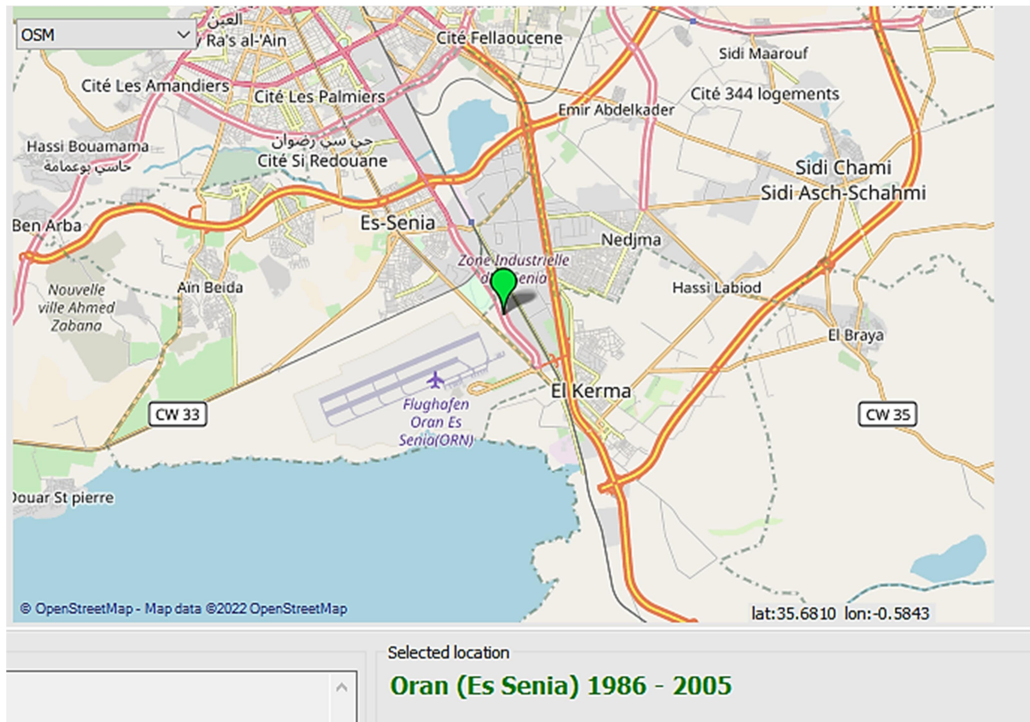 OSM
العين
Ra's al-'Ain
Cité Fellaoucene
Sidi Maarouf
Cité Les Amandiers
Cité Les Palmiers
Cité 344 logements
Emir Abdelkader
Hassi Bouamama
حاسي بوعمامة
حي سي رضوان
Cité Si Redouane
Sidi Chami
Sidi Asch-Schahmi
Ben Arba
Es-Senia
Nedjma
Zone Industrielle
Senia
Nouvelle
ville Ahmed
Zabana
Aïn Beida
Hassi Labiod
El Braya
Flughafen
Oran Es
Senia(ORN)
El Kerma
CW 33
CW 35
Douar St pierre
© OpenStreetMap - Map data ©2022 OpenStreetMap
lat:35.6810 lon:-0.5843
Selected location
Oran (Es Senia) 1986 - 2005